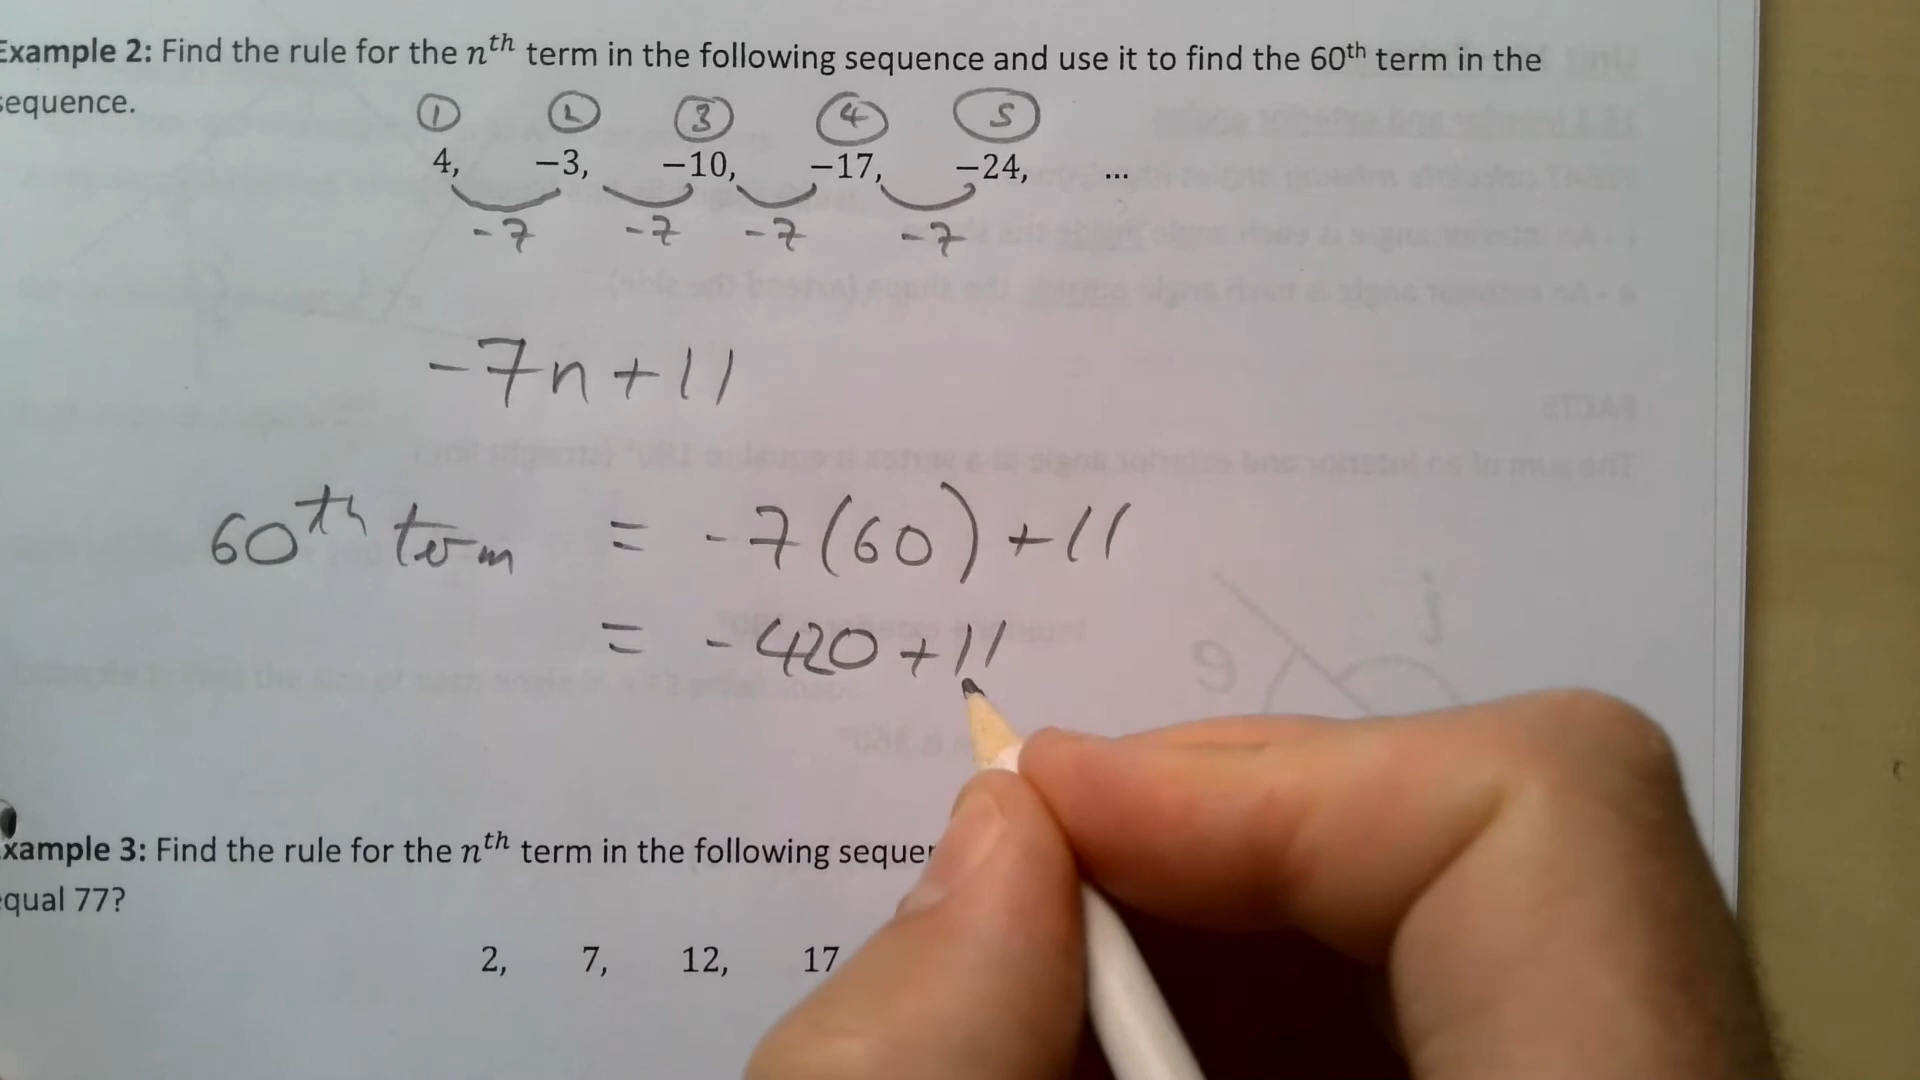 Example 2: Find the rule for the nth term in the following sequence and use it to find the 60th term in the
sequence.
1 2 3 4 5
4, −3, −10, −17, −24, ...
-7 -7 -7 -7
-7n+11
60th term = -7(60)+11
= -420+11
xample 3: Find the rule for the nth term in the following sequen
qual 77?
2, 7, 12, 17